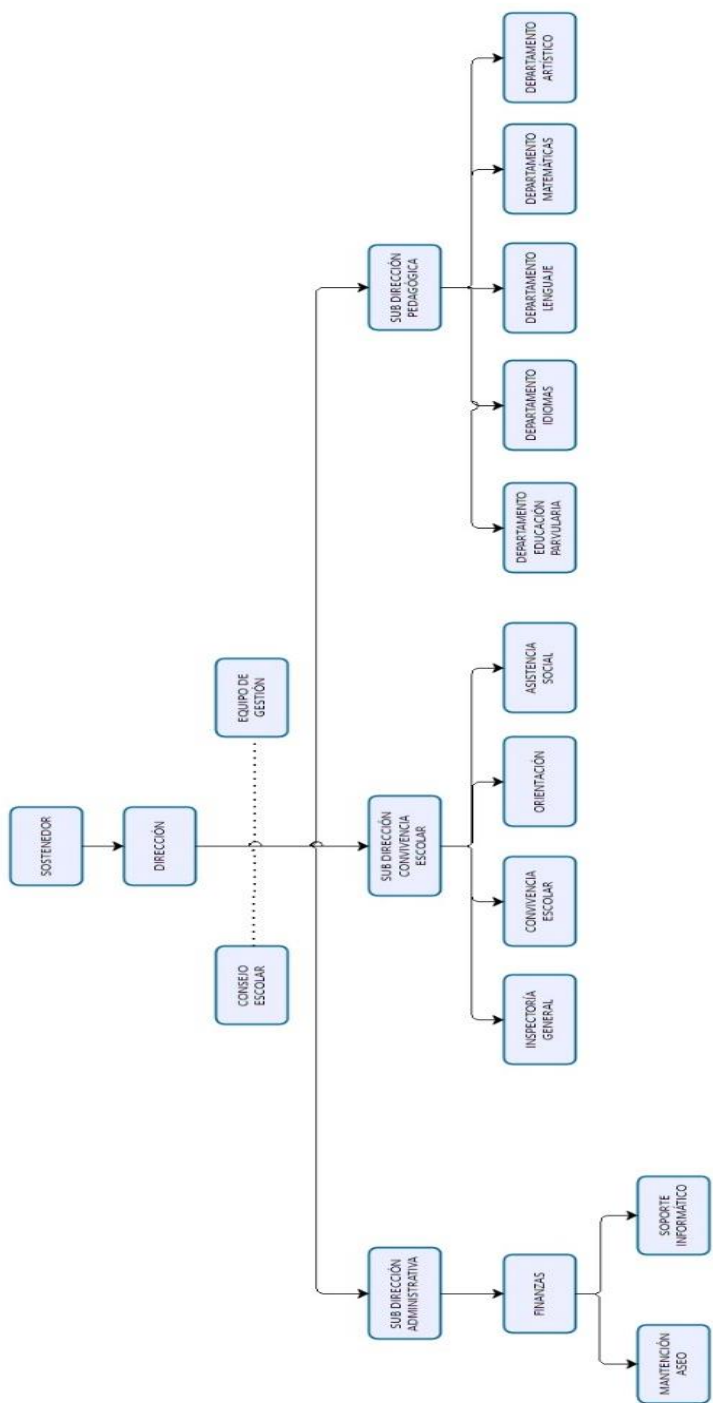 SOSTENEDOR
DIRECCIÓN
CONSEJO
ESCOLAR
EQUIPO DE
GESTIÓN
SUB DIRECCIÓN
ADMINISTRATIVA
SUB DIRECCIÓN
CONVIVENCIA
ESCOLAR
SUB DIRECCIÓN
PEDAGÓGICA
FINANZAS
INSPECTORÍA
GENERAL
CONVIVENCIA
ESCOLAR
ORIENTACIÓN
ASISTENCIA
SOCIAL
DEPARTAMENTO
EDUCACIÓN
PARVULARIA
DEPARTAMENTO
IDIOMAS
DEPARTAMENTO
LENGUAJE
DEPARTAMENTO
MATEMÁTICAS
DEPARTAMENTO
ARTÍSTICO
MANTENCIÓN
ASEO
SOPORTE
INFORMÁTICO